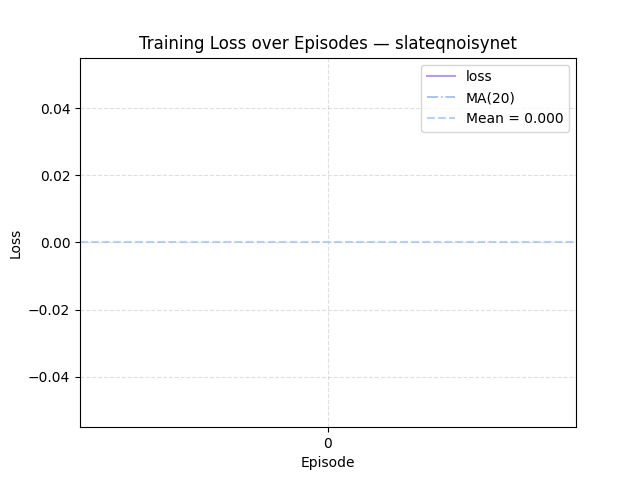 Training Loss over Episodes — slateqnoisynet
loss
MA(20)
Mean = 0.000
0.04
0.02
0.00
−0.02
−0.04
Loss
0
Episode